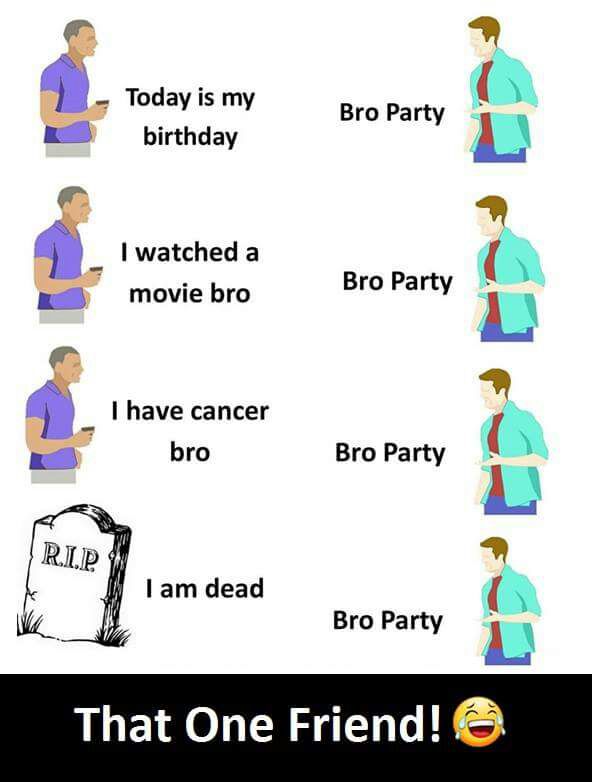 Today is my
birthday
Bro Party
I watched a
movie bro
Bro Party
I have cancer
bro
Bro Party
R.I.P.
I am dead
Bro Party
That One Friend!😂